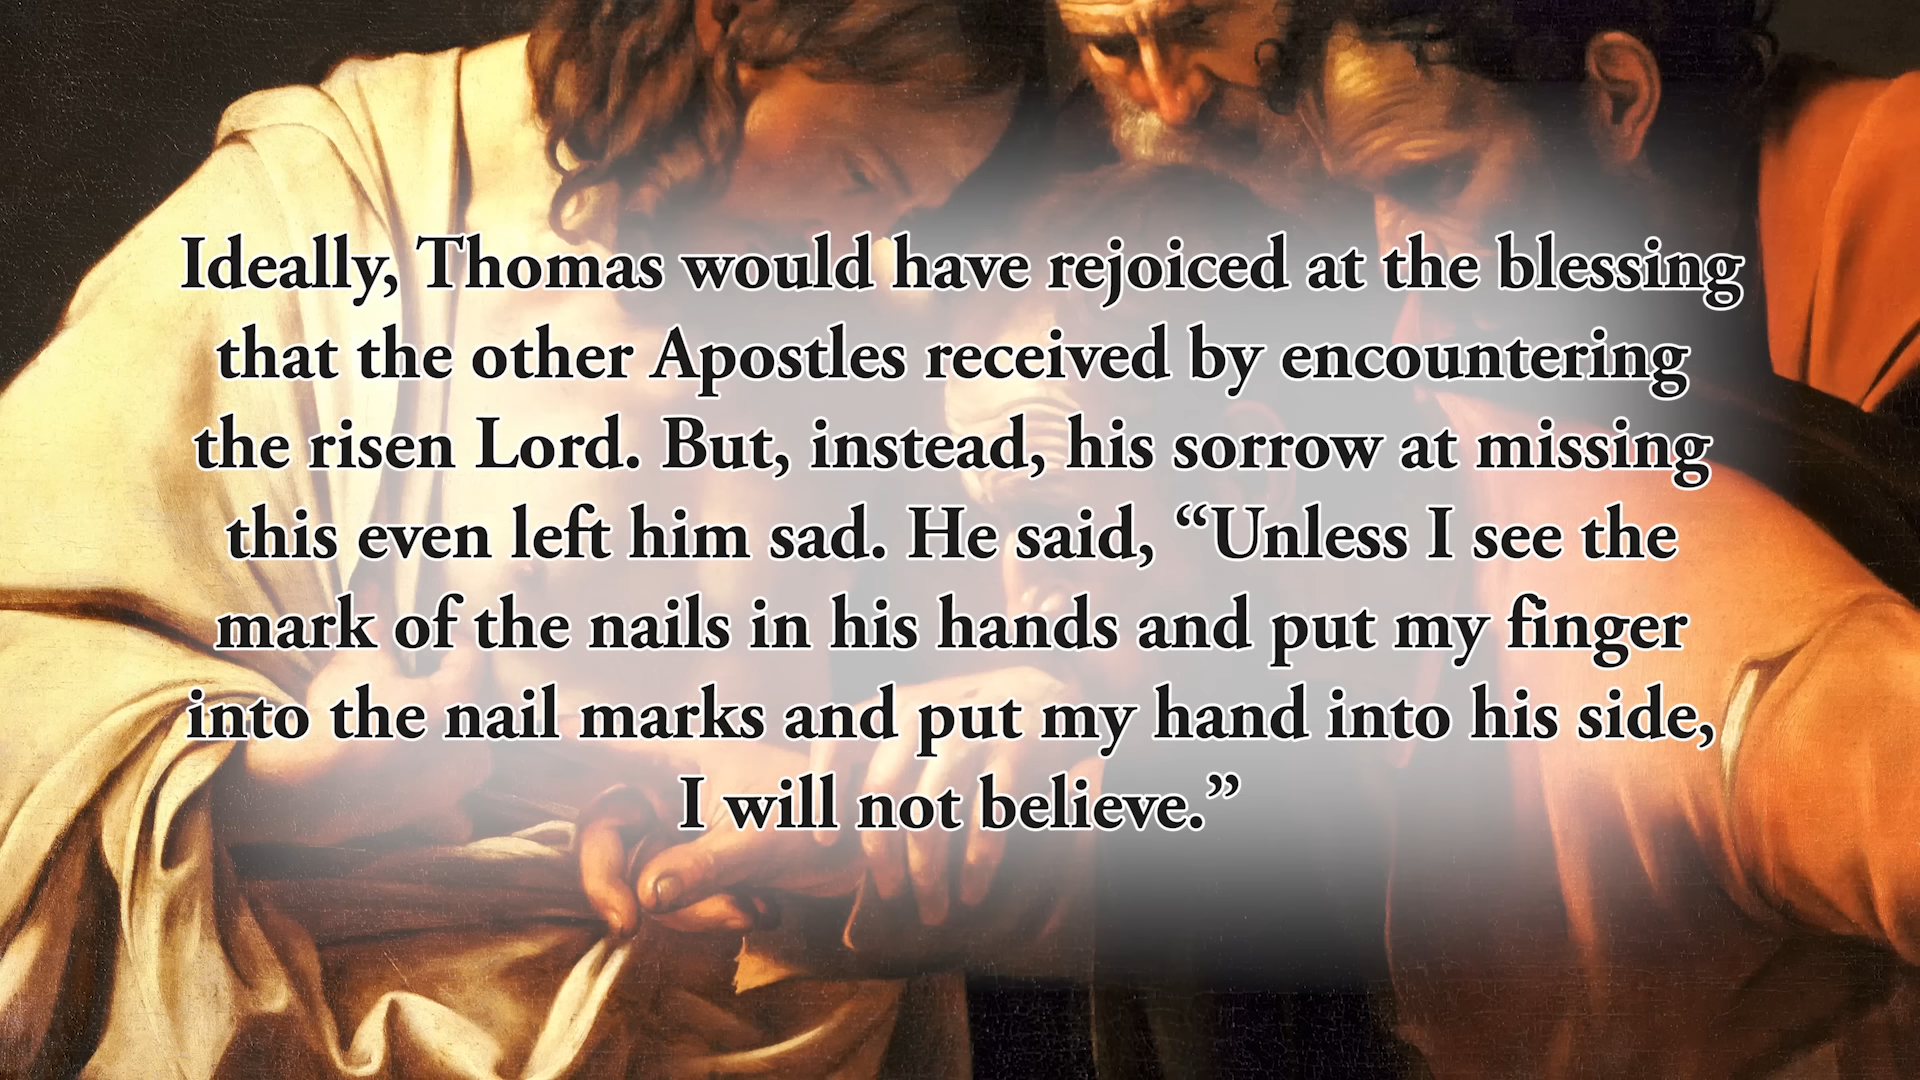 Ideally, Thomas would have rejoiced at the blessing
that the other Apostles received by encountering
the risen Lord. But, instead, his sorrow at missing
this even left him sad. He said, “Unless I see the
mark of the nails in his hands and put my finger
into the nail marks and put my hand into his side,
I will not believe.”